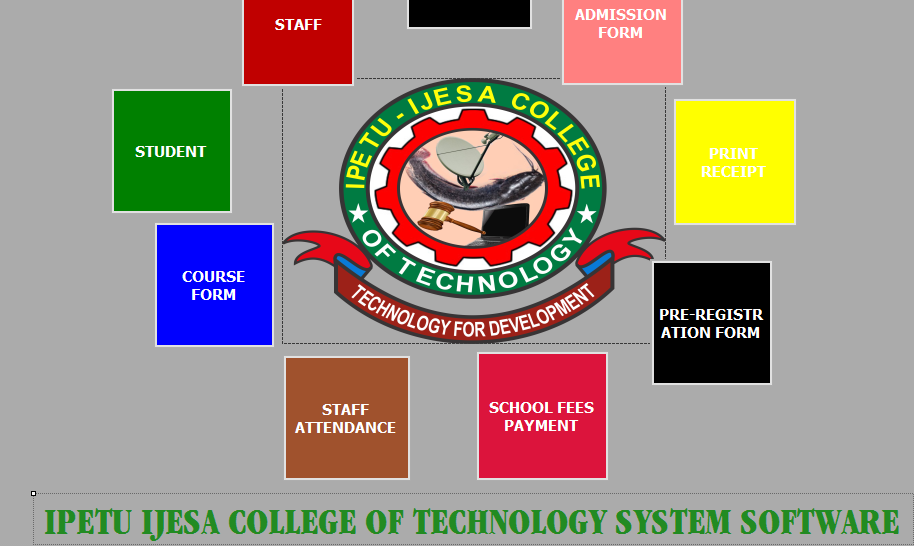 STAFF
ADMISSION
FORM
IPETU - IJESA COLLEGE
OF TECHNOLOGY
TECHNOLOGY FOR DEVELOPMENT
STUDENT
PRINT
RECEIPT
COURSE
FORM
PRE-REGISTR
ATION FORM
STAFF
ATTENDANCE
SCHOOL FEES
PAYMENT
IPETU IJESA COLLEGE OF TECHNOLOGY SYSTEM SOFTWARE